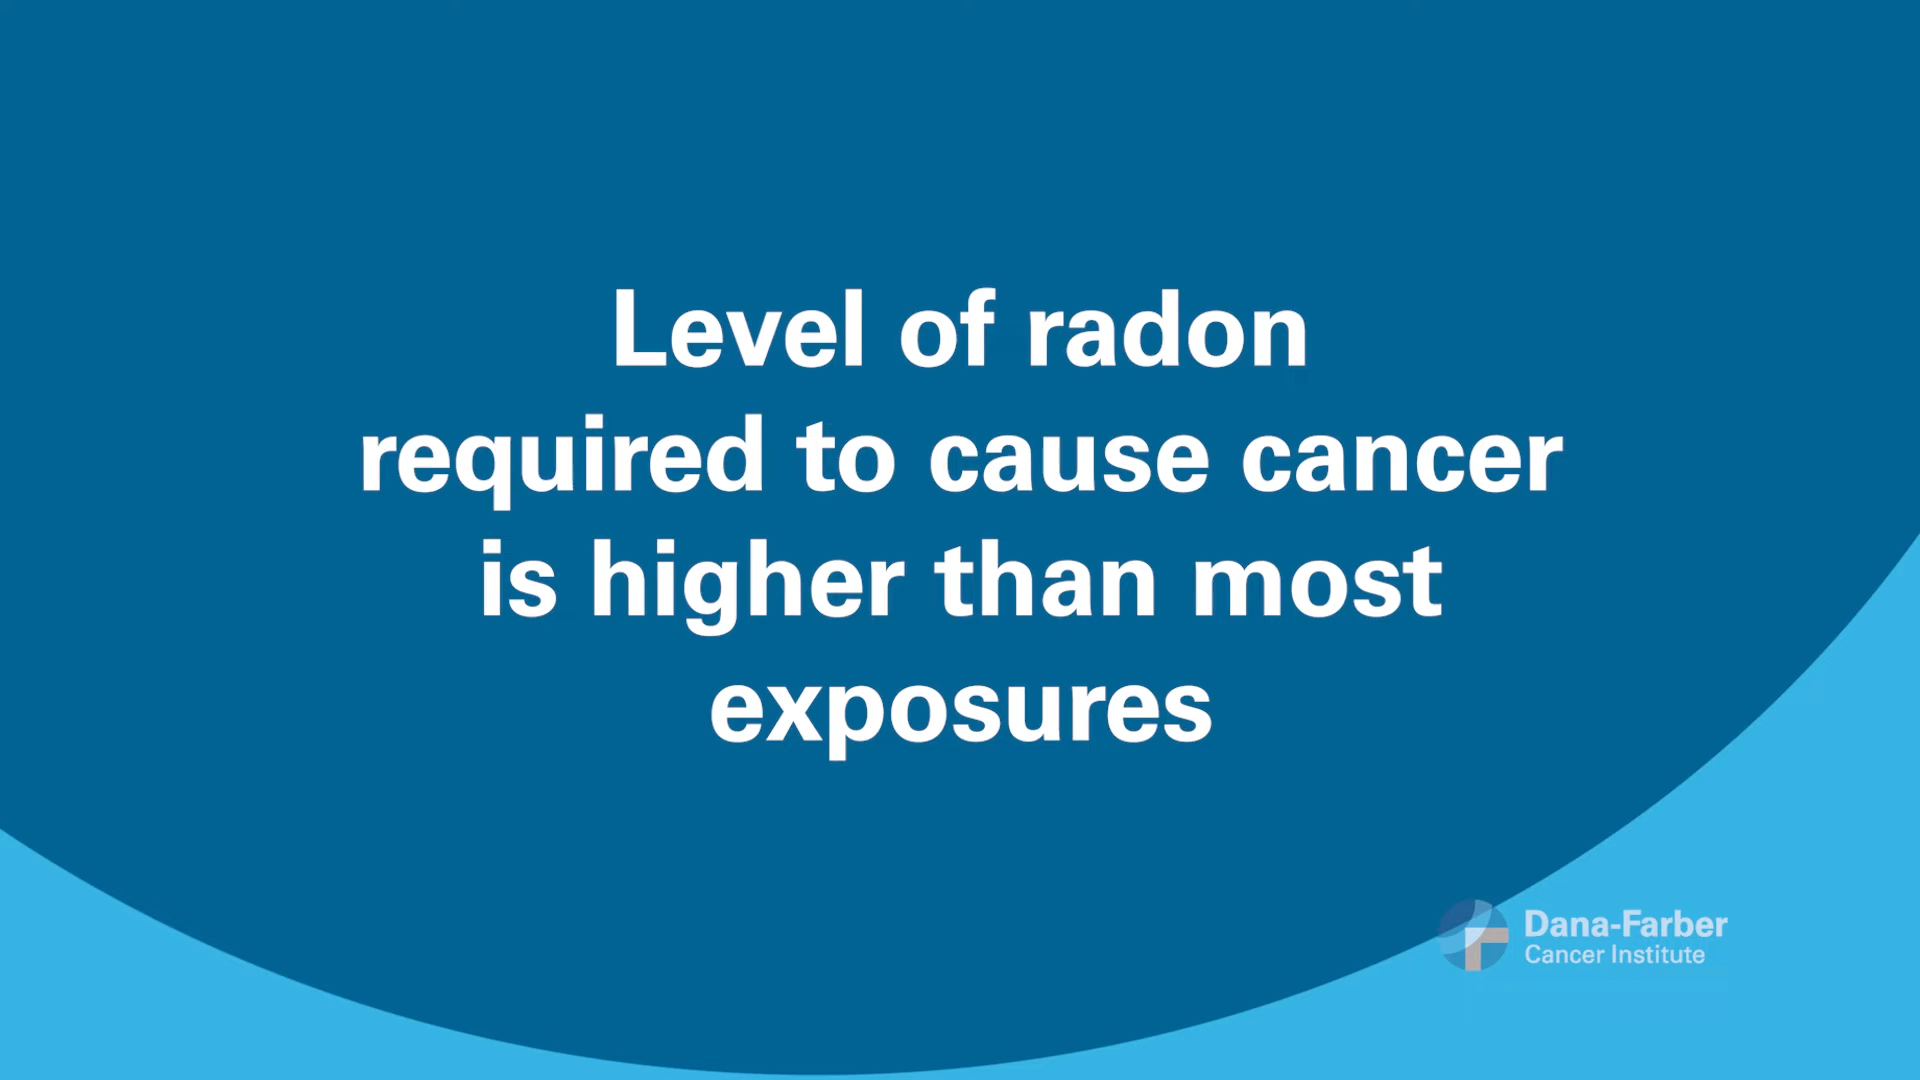 Level of radon
required to cause cancer
is higher than most
exposures
Dana-Farber
Cancer Institute